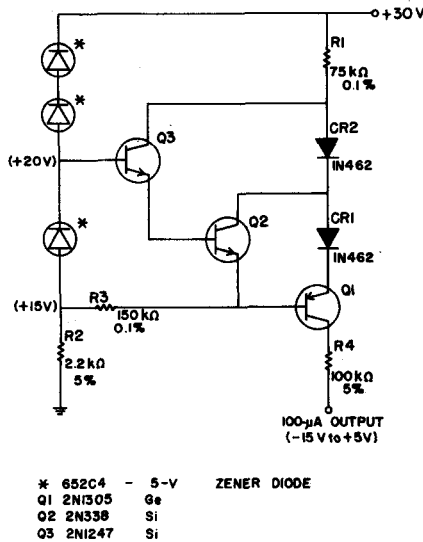 +30V
*
R1
75kΩ
0.1%
*
CR2
Q3
(+20V)
IN462
Q2
CR1
*
IN462
Q1
(+15V)
R3
150kΩ
0.1%
R2
2.2kΩ
5%
R4
100kΩ
5%
100-μA OUTPUT
(-15V to +5V)
* 652C4 - 5-V ZENER DIODE
Q1 2N1305 Ge
Q2 2N338 Si
Q3 2N1247 Si